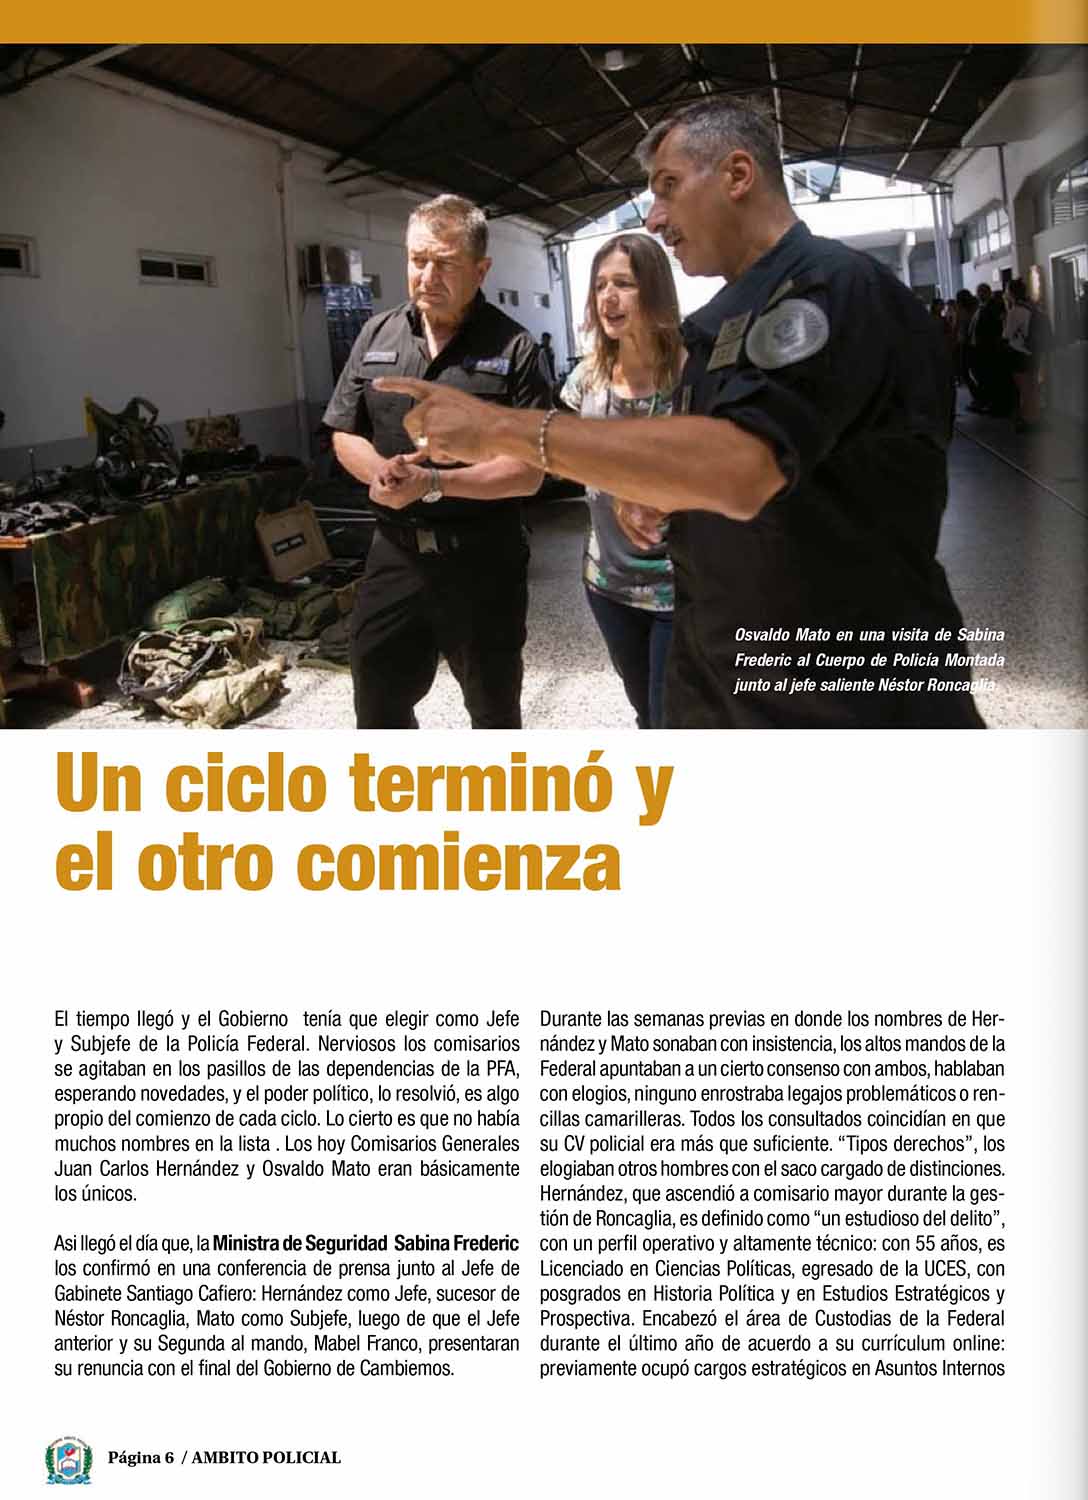 Osvaldo Mato en una visita de Sabina
Frederic al Cuerpo de Policía Montada
junto al jefe saliente Néstor Roncaglia
Un ciclo terminó y
el otro comienza
El tiempo llegó y el Gobierno tenía que elegir como Jefe
y Subjefe de la Policía Federal. Nerviosos los comisarios
se agitaban en los pasillos de las dependencias de la PFA,
esperando novedades, y el poder político, lo resolvió, es algo
propio del comienzo de cada ciclo. Lo cierto es que no había
muchos nombres en la lista . Los hoy Comisarios Generales
Juan Carlos Hernández y Osvaldo Mato eran básicamente
los únicos.
Asi llegó el día que, la Ministra de Seguridad Sabina Frederic
los confirmó en una conferencia de prensa junto al Jefe de
Gabinete Santiago Cafiero: Hernández como Jefe, sucesor de
Néstor Roncaglia, Mato como Subjefe, luego de que el Jefe
anterior y su Segunda al mando, Mabel Franco, presentaran
su renuncia con el final del Gobierno de Cambiemos.
Durante las semanas previas en donde los nombres de Her-
nández y Mato sonaban con insistencia, los altos mandos de la
Federal apuntaban a un cierto consenso con ambos, hablaban
con elogios, ninguno enrostraba legajos problemáticos o ren-
cillas camarilleras. Todos los consultados coincidían en que
su CV policial era más que suficiente. “Tipos derechos”, los
elogiaban otros hombres con el saco cargado de distinciones.
Hernández, que ascendió a comisario mayor durante la ges-
tión de Roncaglia, es definido como “un estudioso del delito”,
con un perfil operativo y altamente técnico: con 55 años, es
Licenciado en Ciencias Políticas, egresado de la UCES, con
posgrados en Historia Política y en Estudios Estratégicos y
Prospectiva. Encabezó el área de Custodias de la Federal
durante el último año de acuerdo a su currículum online:
previamente ocupó cargos estratégicos en Asuntos Internos
Página 6 / AMBITO POLICIAL